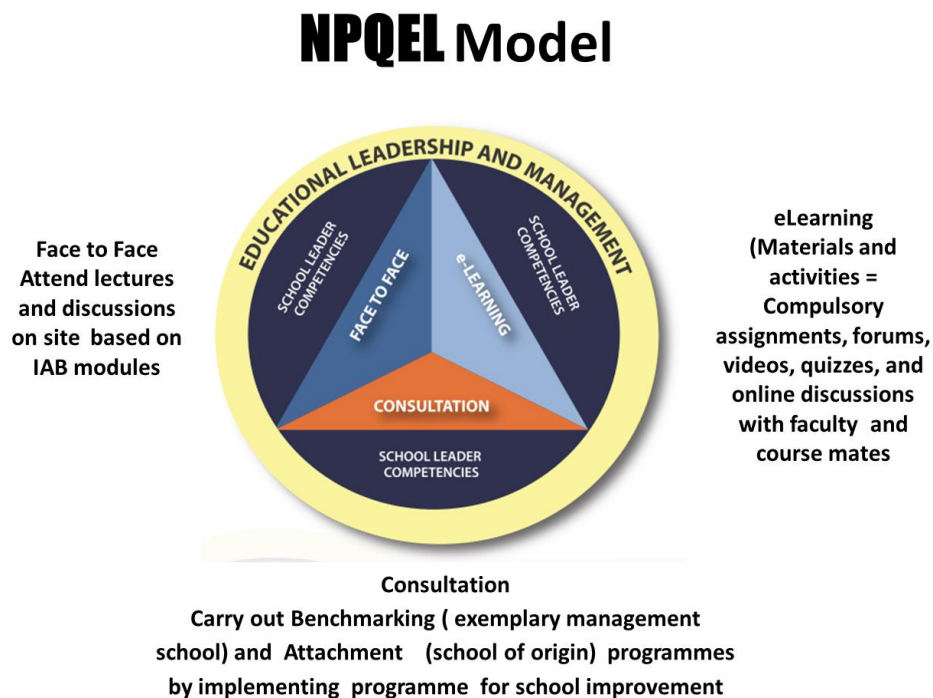 NPQEL Model
EDUCATIONAL LEADERSHIP AND MANAGEMENT
SCHOOL LEADER
COMPETENCIES
SCHOOL LEADER
COMPETENCIES
FACE TO FACE
e-LEARNING
CONSULTATION
SCHOOL LEADER
COMPETENCIES
Face to Face
Attend lectures
and discussions
on site based on
IAB modules
eLearning
(Materials and
activities =
Compulsory
assignments, forums,
videos, quizzes, and
online discussions
with faculty and
course mates
Consultation
Carry out Benchmarking ( exemplary management
school) and Attachment (school of origin) programmes
by implementing programme for school improvement